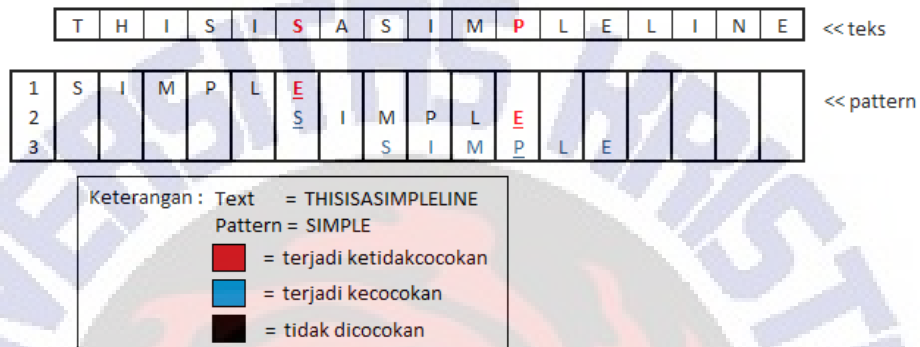 T H I S I S A S I M P L E L I N E << teks
1 S I M P L E
<< pattern
2 S I M P L E
3 S I M P L E
Keterangan : Text = THISISASIMPLELINE
Pattern = SIMPLE
= terjadi ketidakcocokan
= terjadi kecocokan
= tidak dicocokan